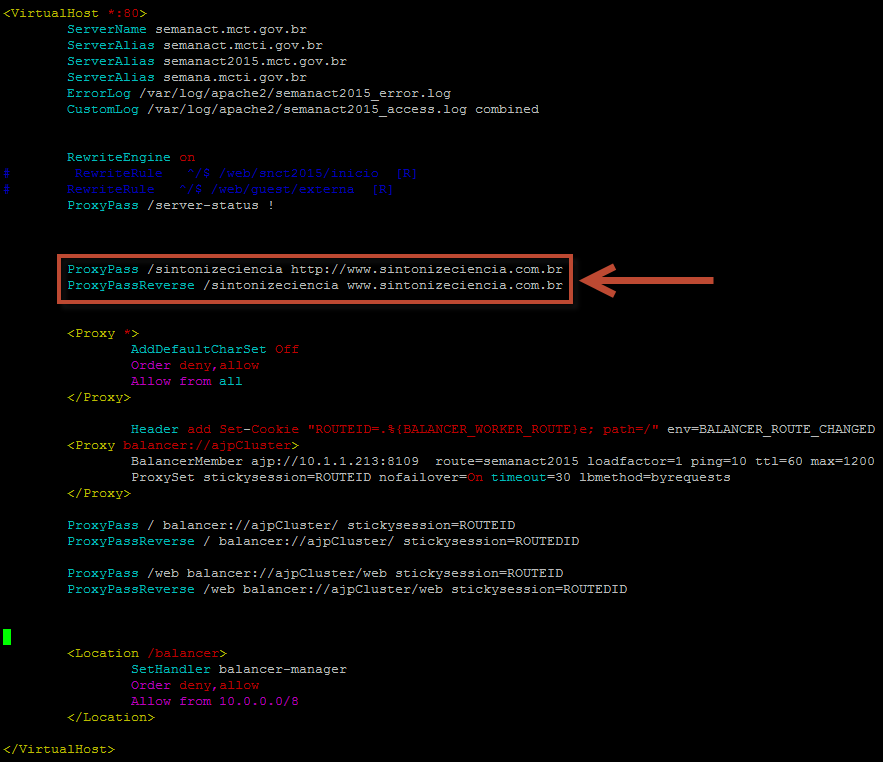 <VirtualHost *:80>
ServerName semanact.mct.gov.br
ServerAlias semanact.mcti.gov.br
ServerAlias semanact2015.mct.gov.br
ServerAlias semana.mcti.gov.br
ErrorLog /var/log/apache2/semanact2015_error.log
CustomLog /var/log/apache2/semanact2015_access.log combined
RewriteEngine on
# RewriteRule ^/$ /web/snct2015/inicio [R]
# RewriteRule ^/$ /web/guest/externa [R]
ProxyPass /server-status !
ProxyPass /sintonizeciencia http://www.sintonizeciencia.com.br
ProxyPassReverse /sintonizeciencia www.sintonizeciencia.com.br
<Proxy *>
AddDefaultCharSet Off
Order deny,allow
Allow from all
</Proxy>
Header add Set-Cookie "ROUTEID=.%{BALANCER_WORKER_ROUTE}e; path=/" env=BALANCER_ROUTE_CHANGED
<Proxy balancer://ajpCluster>
BalancerMember ajp://10.1.1.213:8109 route=semanact2015 loadfactor=1 ping=10 ttl=60 max=1200
ProxySet stickysession=ROUTEID nofailover=On timeout=30 lbmethod=byrequests
</Proxy>
ProxyPass / balancer://ajpCluster/ stickysession=ROUTEID
ProxyPassReverse / balancer://ajpCluster/ stickysession=ROUTEDID
ProxyPass /web balancer://ajpCluster/web stickysession=ROUTEID
ProxyPassReverse /web balancer://ajpCluster/web stickysession=ROUTEDID
<Location /balancer>
SetHandler balancer-manager
Order deny,allow
Allow from 10.0.0.0/8
</Location>
</VirtualHost>